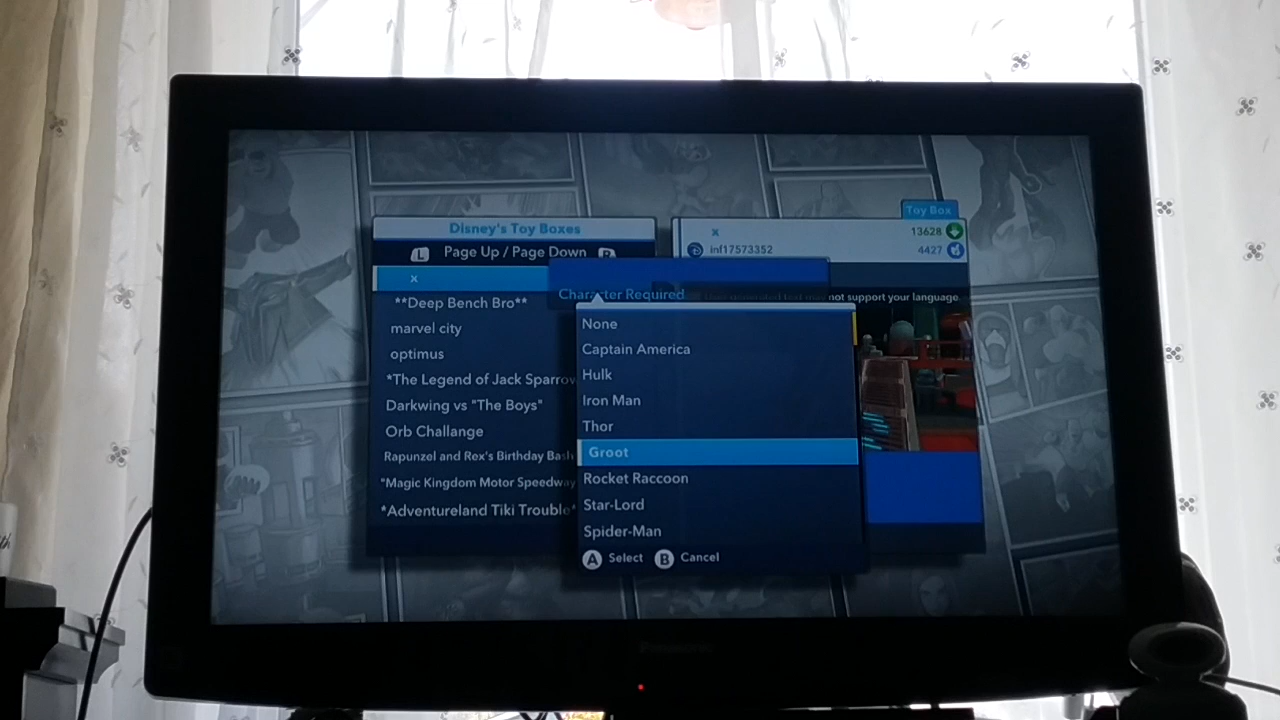 Toy Box
Disney's Toy Boxes
x
13628
L Page Up / Page Down R
inf17573352
4427
x
Character Required
not support your language
**Deep Bench Bro**
marvel city
optimus
*The Legend of Jack Sparrow
Darkwing vs "The Boys"
Orb Challange
Rapunzel and Rex's Birthday Bash
*Magic Kingdom Motor Speedway
*Adventureland Tiki Trouble*
None
Captain America
Hulk
Iron Man
Thor
Groot
Rocket Raccoon
Star-Lord
Spider-Man
A Select B Cancel
Panasonic